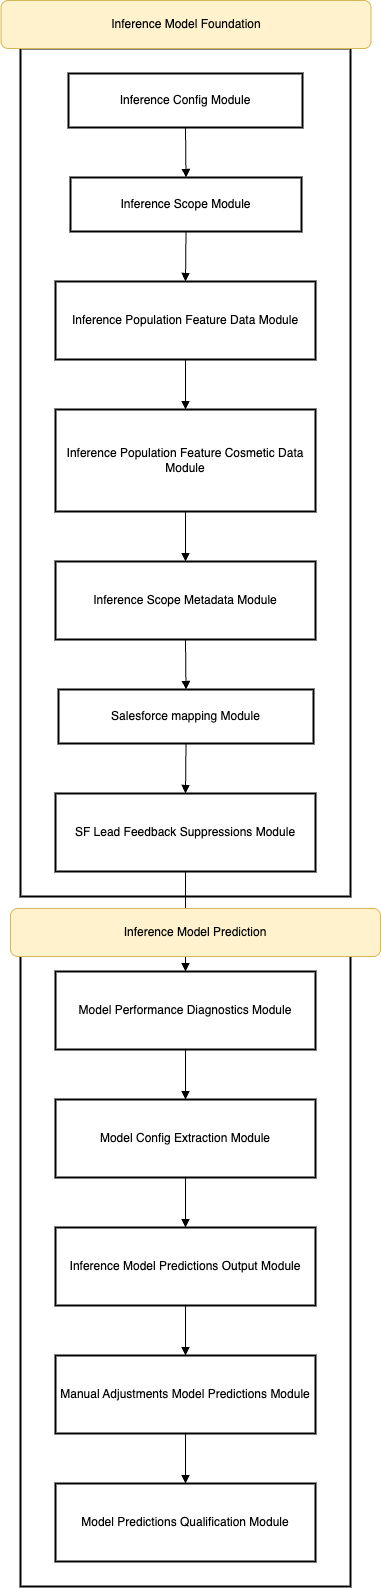 Inference Model Foundation
Inference Config Module
Inference Scope Module
Inference Population Feature Data Module
Inference Population Feature Cosmetic Data
Module
Inference Scope Metadata Module
Salesforce mapping Module
SF Lead Feedback Suppressions Module
Inference Model Prediction
Model Performance Diagnostics Module
Model Config Extraction Module
Inference Model Predictions Output Module
Manual Adjustments Model Predictions Module
Model Predictions Qualification Module